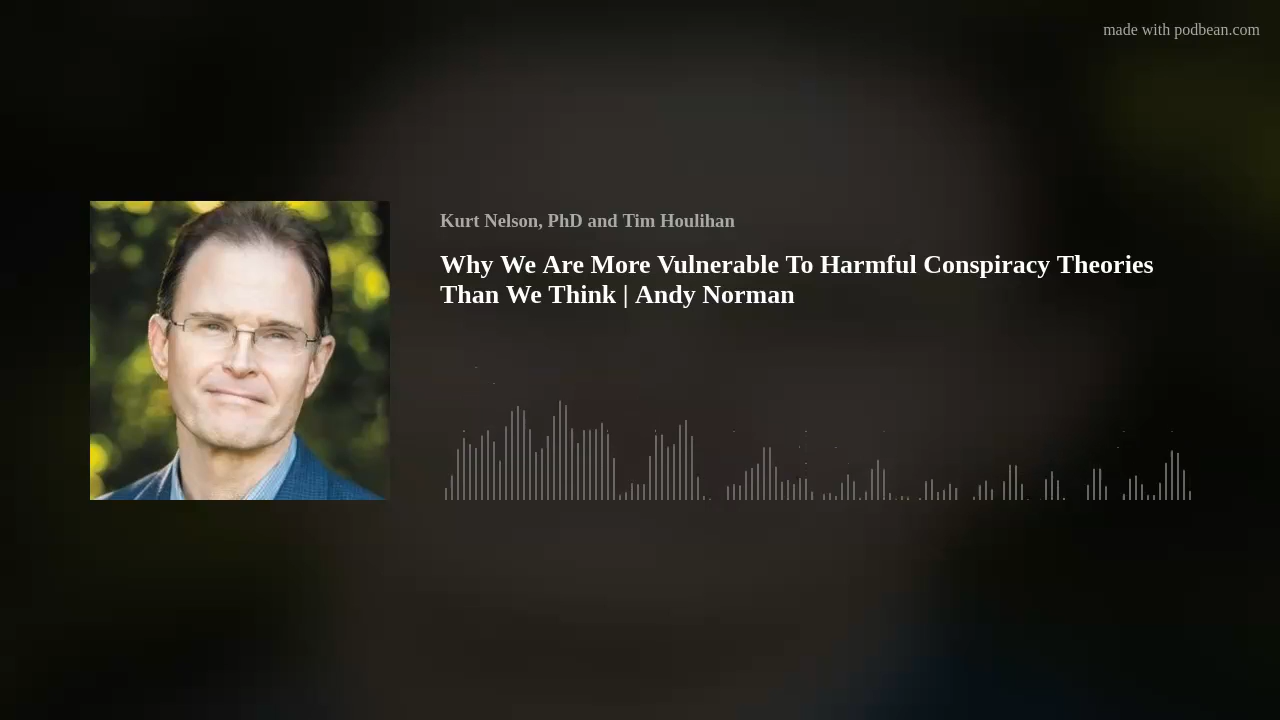 made with podbean.com
Kurt Nelson, PhD and Tim Houlihan
Why We Are More Vulnerable To Harmful Conspiracy Theories
Than We Think | Andy Norman